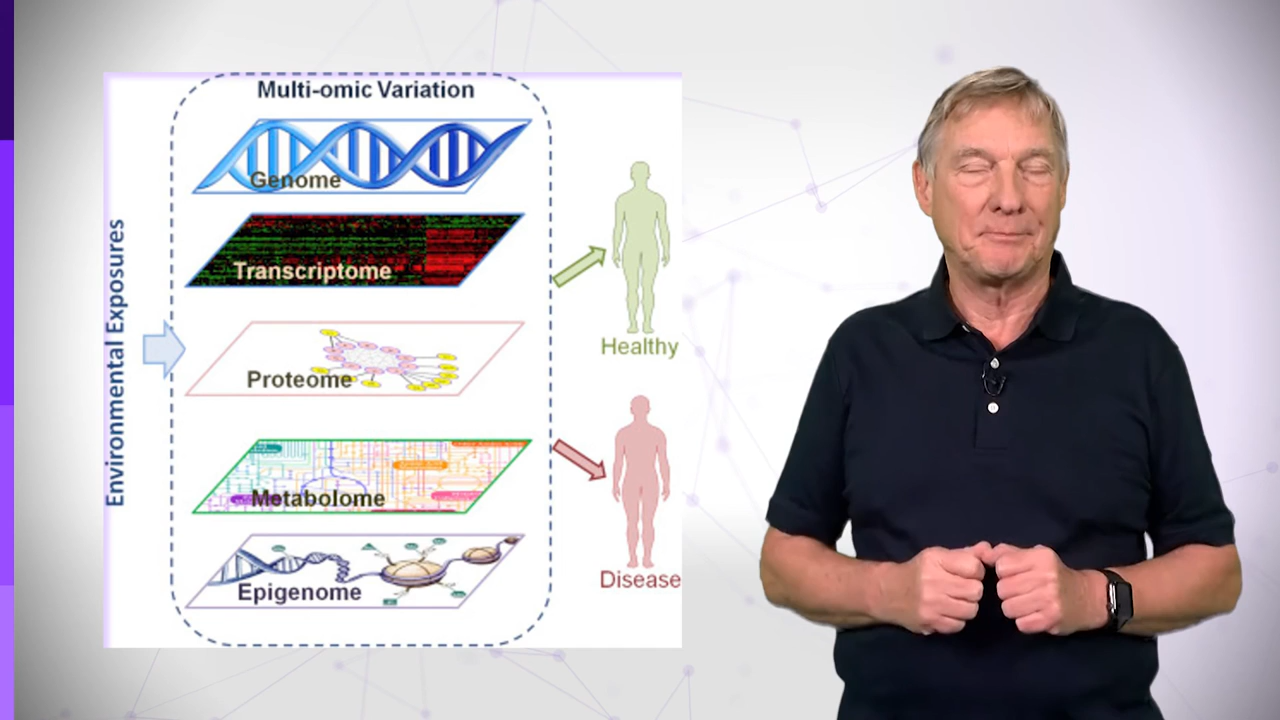 Multi-omic Variation
Genome
Transcriptome
Proteome
Metabolome
Epigenome
Environmental Exposures
Healthy
Disease